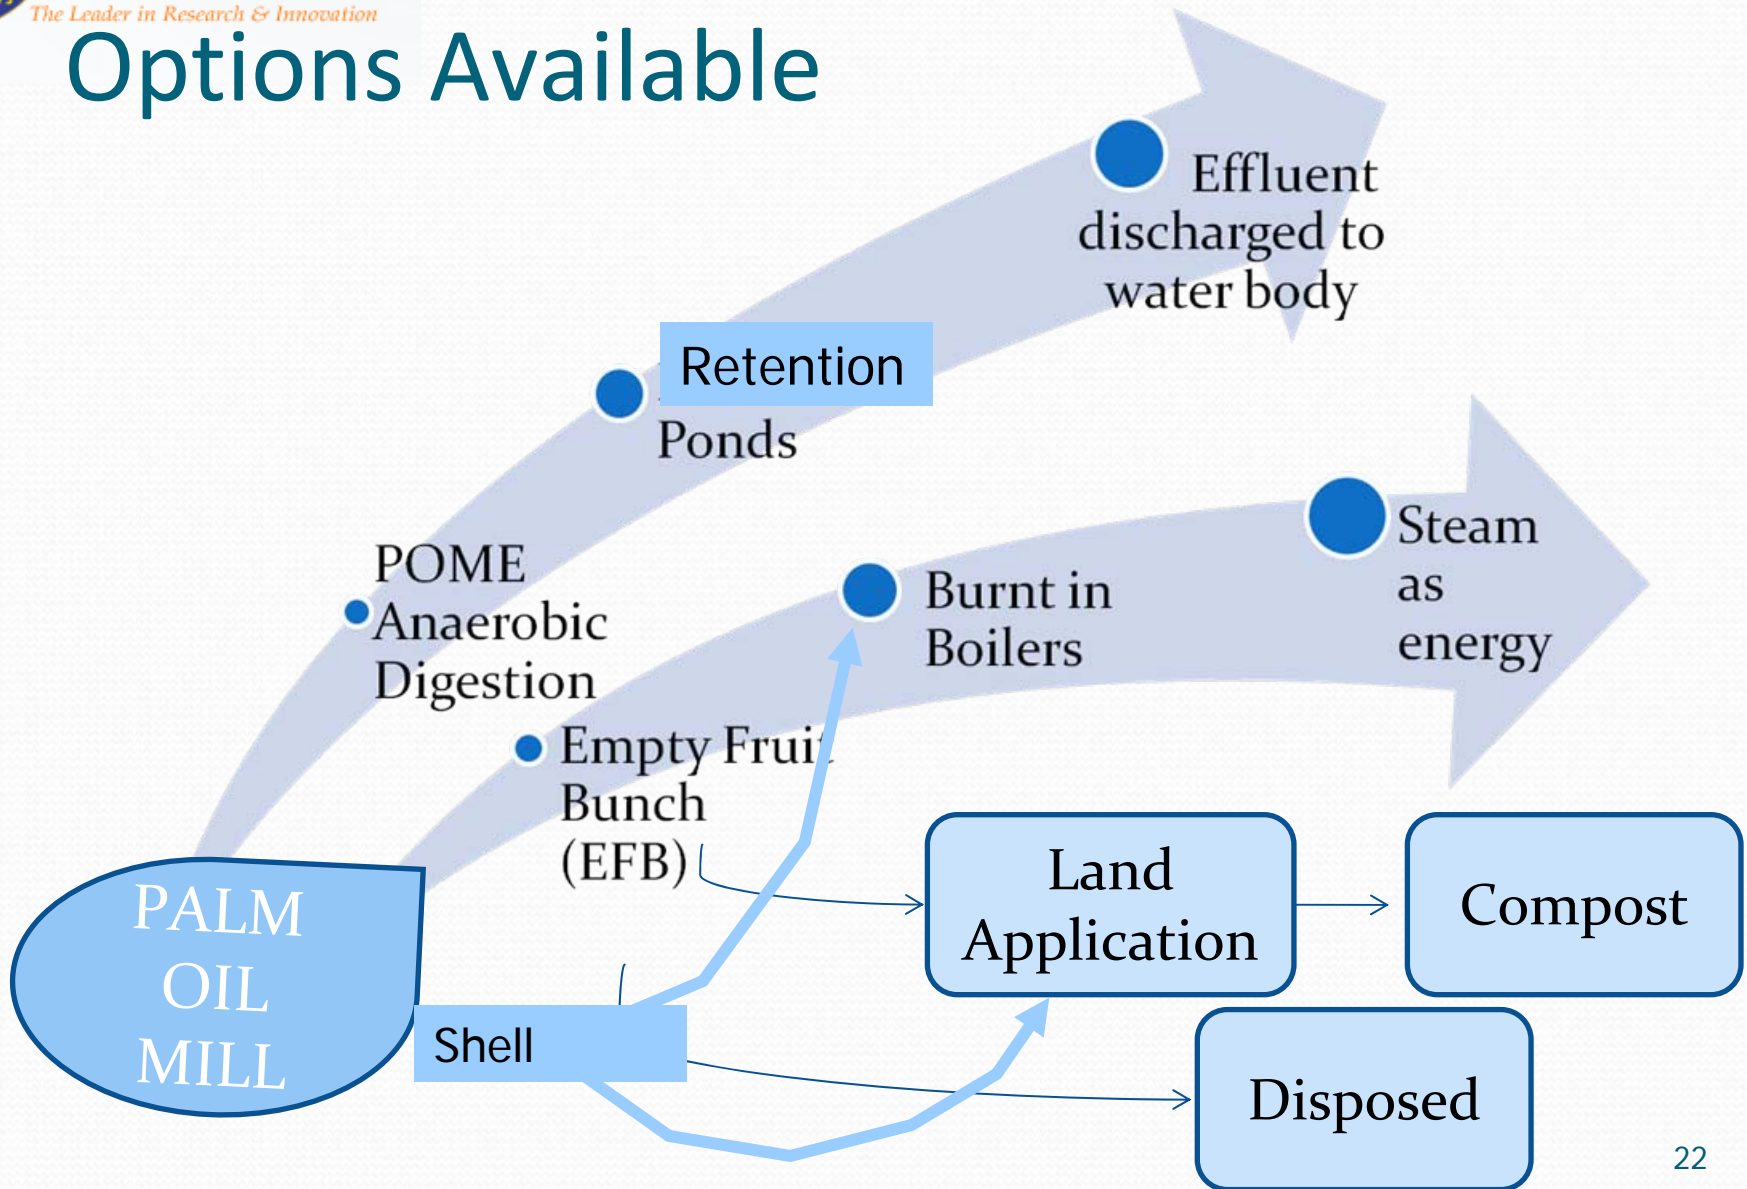 The Leader in Research & Innovation
Options Available
Effluent
discharged to
water body
Retention
Ponds
POME
Anaerobic
Digestion
Steam
as
energy
Burnt in
Boilers
Empty Fruit
Bunch
(EFB)
PALM
OIL
MILL
Land
Application
Compost
Shell
Disposed
22